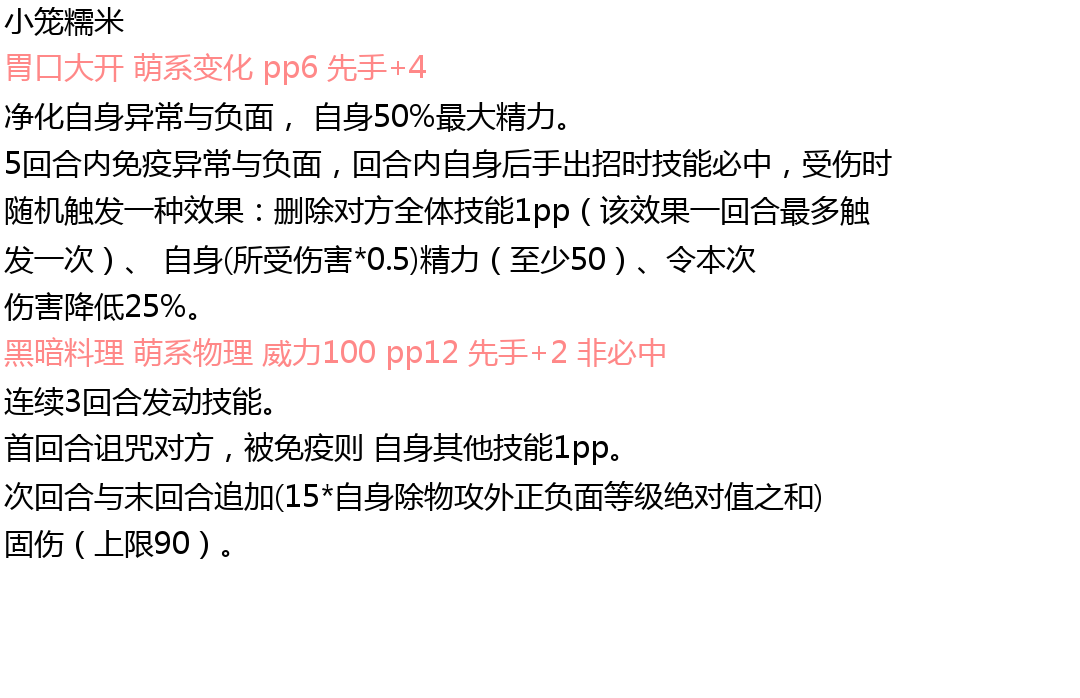 小笼糯米
胃口大开 萌系变化 pp6 先手+4
净化自身异常与负面， 自身50%最大精力。
5回合内免疫异常与负面，回合内自身后手出招时技能必中，受伤时
随机触发一种效果：删除对方全体技能1pp（该效果一回合最多触
发一次）、 自身(所受伤害*0.5)精力（至少50）、令本次
伤害降低25%。
黑暗料理 萌系物理 威力100 pp12 先手+2 非必中
连续3回合发动技能。
首回合诅咒对方，被免疫则 自身其他技能1pp。
次回合与末回合追加(15*自身除物攻外正负面等级绝对值之和)
固伤（上限90）。